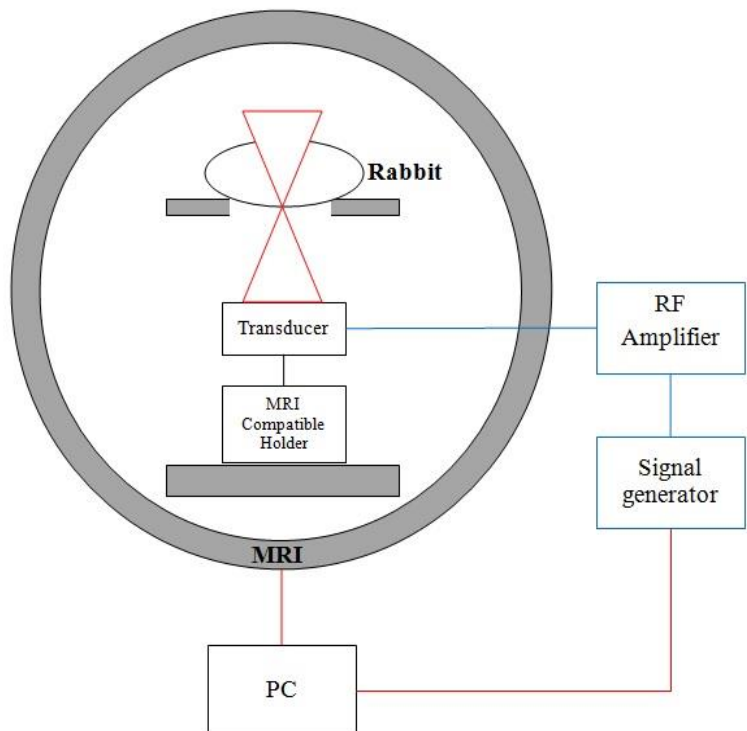 Rabbit
Transducer
MRI
Compatible
Holder
MRI
RF
Amplifier
Signal
generator
PC